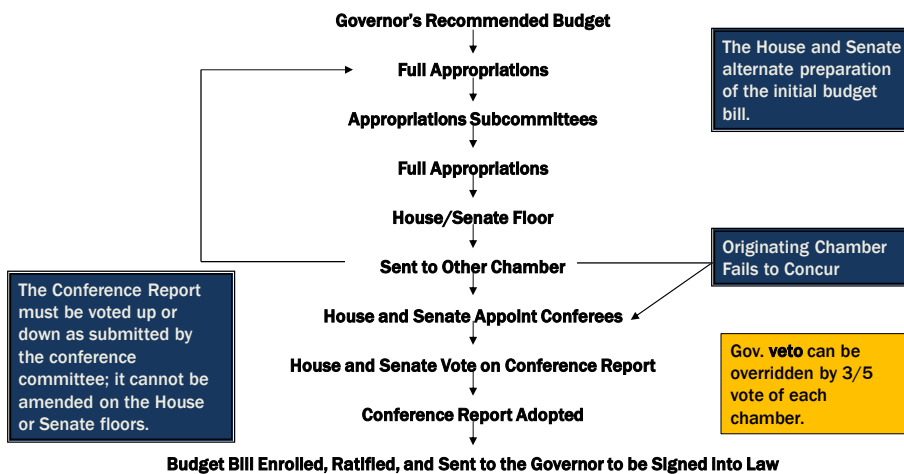 Governor's Recommended Budget
Full Appropriations
The House and Senate
alternate preparation
of the initial budget
bill.
Appropriations Subcommittees
Full Appropriations
House/Senate Floor
Sent to Other Chamber
Originating Chamber
Fails to Concur
The Conference Report
must be voted up or
down as submitted by
the conference
committee; it cannot be
amended on the House
or Senate floors.
House and Senate Appoint Conferees
House and Senate Vote on Conference Report
Gov. veto can be
overridden by 3/5
vote of each
chamber.
Conference Report Adopted
Budget Bill Enrolled, Ratified, and Sent to the Governor to be Signed into Law